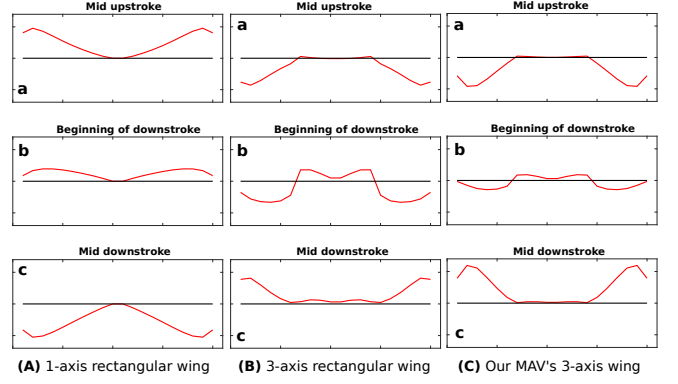 Mid upstroke
a
Beginning of downstroke
b
Mid downstroke
c
(A) 1-axis rectangular wing
Mid upstroke
a
Beginning of downstroke
b
Mid downstroke
c
(B) 3-axis rectangular wing
Mid upstroke
a
Beginning of downstroke
b
Mid downstroke
c
(C) Our MAV's 3-axis wing